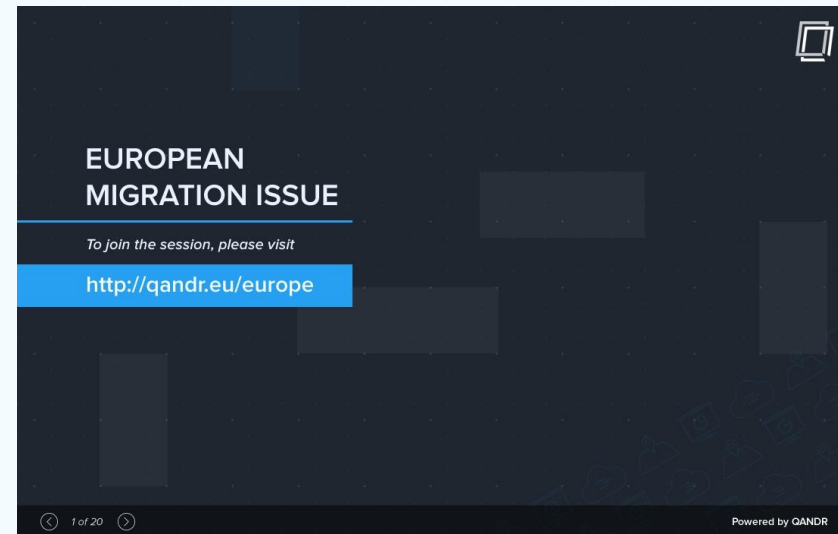 EUROPEAN
MIGRATION ISSUE
To join the session, please visit
http://qandr.eu/europe
1 of 20
Powered by QANDR